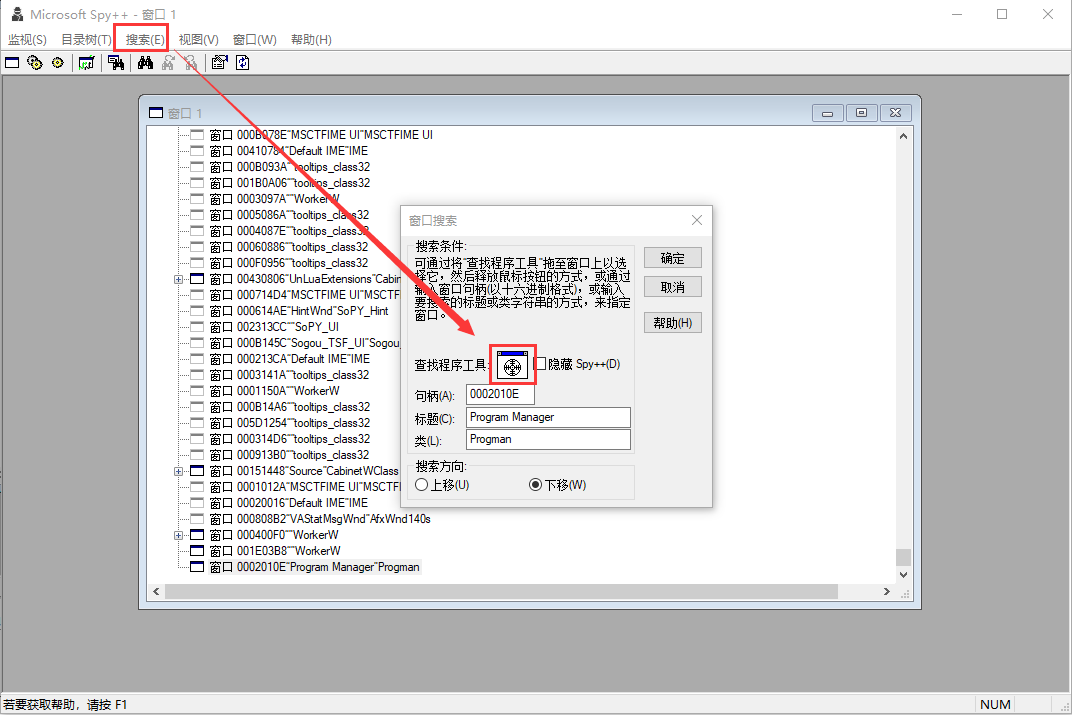 Microsoft Spy++ - 窗口 1
监视(S) 目录树(T) 搜索(E) 视图(V) 窗口(W) 帮助(H)
窗口 1
窗口 000B078E"MSCTFIME UI"MSCTFIME UI
窗口 00410784"Default IME"IME
窗口 000B093A""tooltips_class32
窗口 001B0A06""tooltips_class32
窗口 0003097A""WorkerW
窗口 0005086A""tooltips_class32
窗口 0004087E""tooltips_class32
窗口 00060886""tooltips_class32
窗口 000F0956""tooltips_class32
窗口 00430806"UnLuaExtensions"Cabin
窗口 000714D4"MSCTFIME UI"MSCTF
窗口 000614AE"HintWnd"SoPY_Hint
窗口 002313CC""SoPY_UI
窗口 000B145C"Sogou_TSF_UI"Sogou_
窗口 000213CA"Default IME"IME
窗口 0003141A""tooltips_class32
窗口 0001150A""WorkerW
窗口 000B14A6""tooltips_class32
窗口 005D1254""tooltips_class32
窗口 000314D6""tooltips_class32
窗口 000913B0""tooltips_class32
窗口 00151448"Source"CabinetWClass
窗口 0001012A"MSCTFIME UI"MSCTFI
窗口 00020016"Default IME"IME
窗口 000808B2"VAStatMsgWnd"AfxWnd140s
窗口 000400F0""WorkerW
窗口 001E03B8""WorkerW
窗口 0002010E"Program Manager"Progman
窗口搜索
搜索条件:
可通过将"查找程序工具"拖至窗口上以选
择它，然后释放鼠标按钮的方式，或通过
输入窗口句柄(以十六进制格式)，或输入
要搜索的标题或类字符串的方式，来指定
窗口。
确定
取消
帮助(H)
查找程序工具: 隐藏 Spy++(D)
句柄(A): 0002010E
标题(C): Program Manager
类(L): Progman
搜索方向:
上移(U) 下移(W)
若要获取帮助，请按 F1 NUM